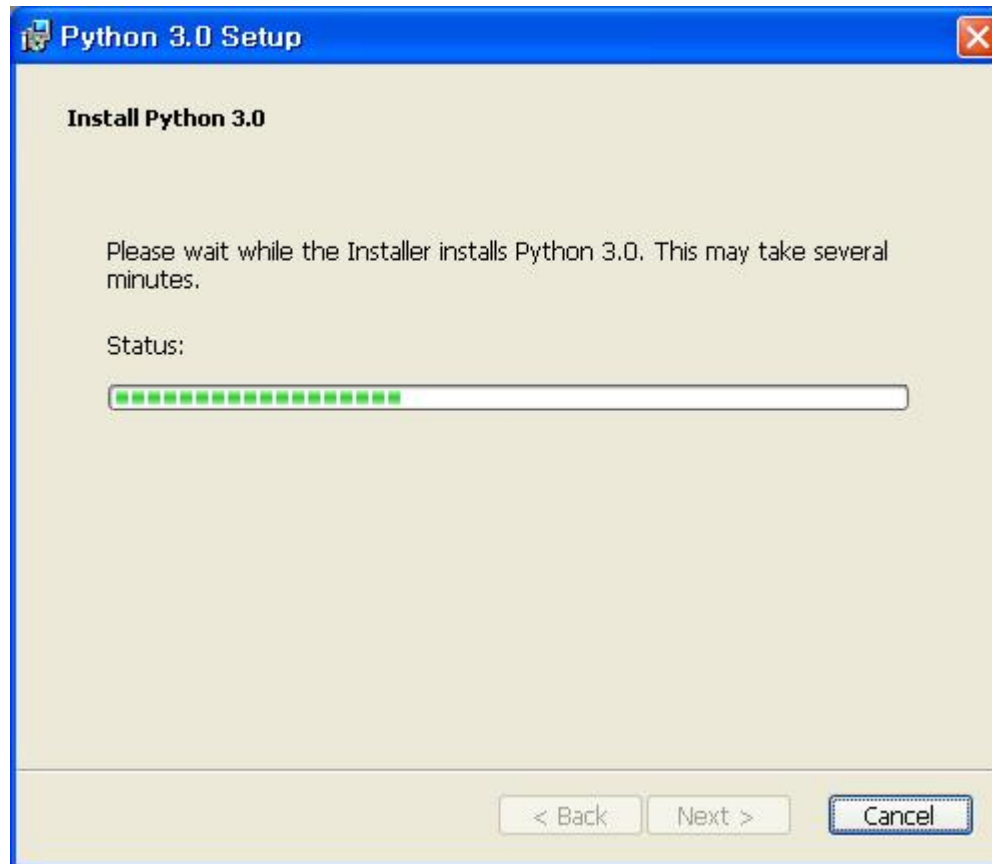 Python 3.0 Setup
Install Python 3.0
Please wait while the Installer installs Python 3.0. This may take several
minutes.
Status:
< Back
Next >
Cancel